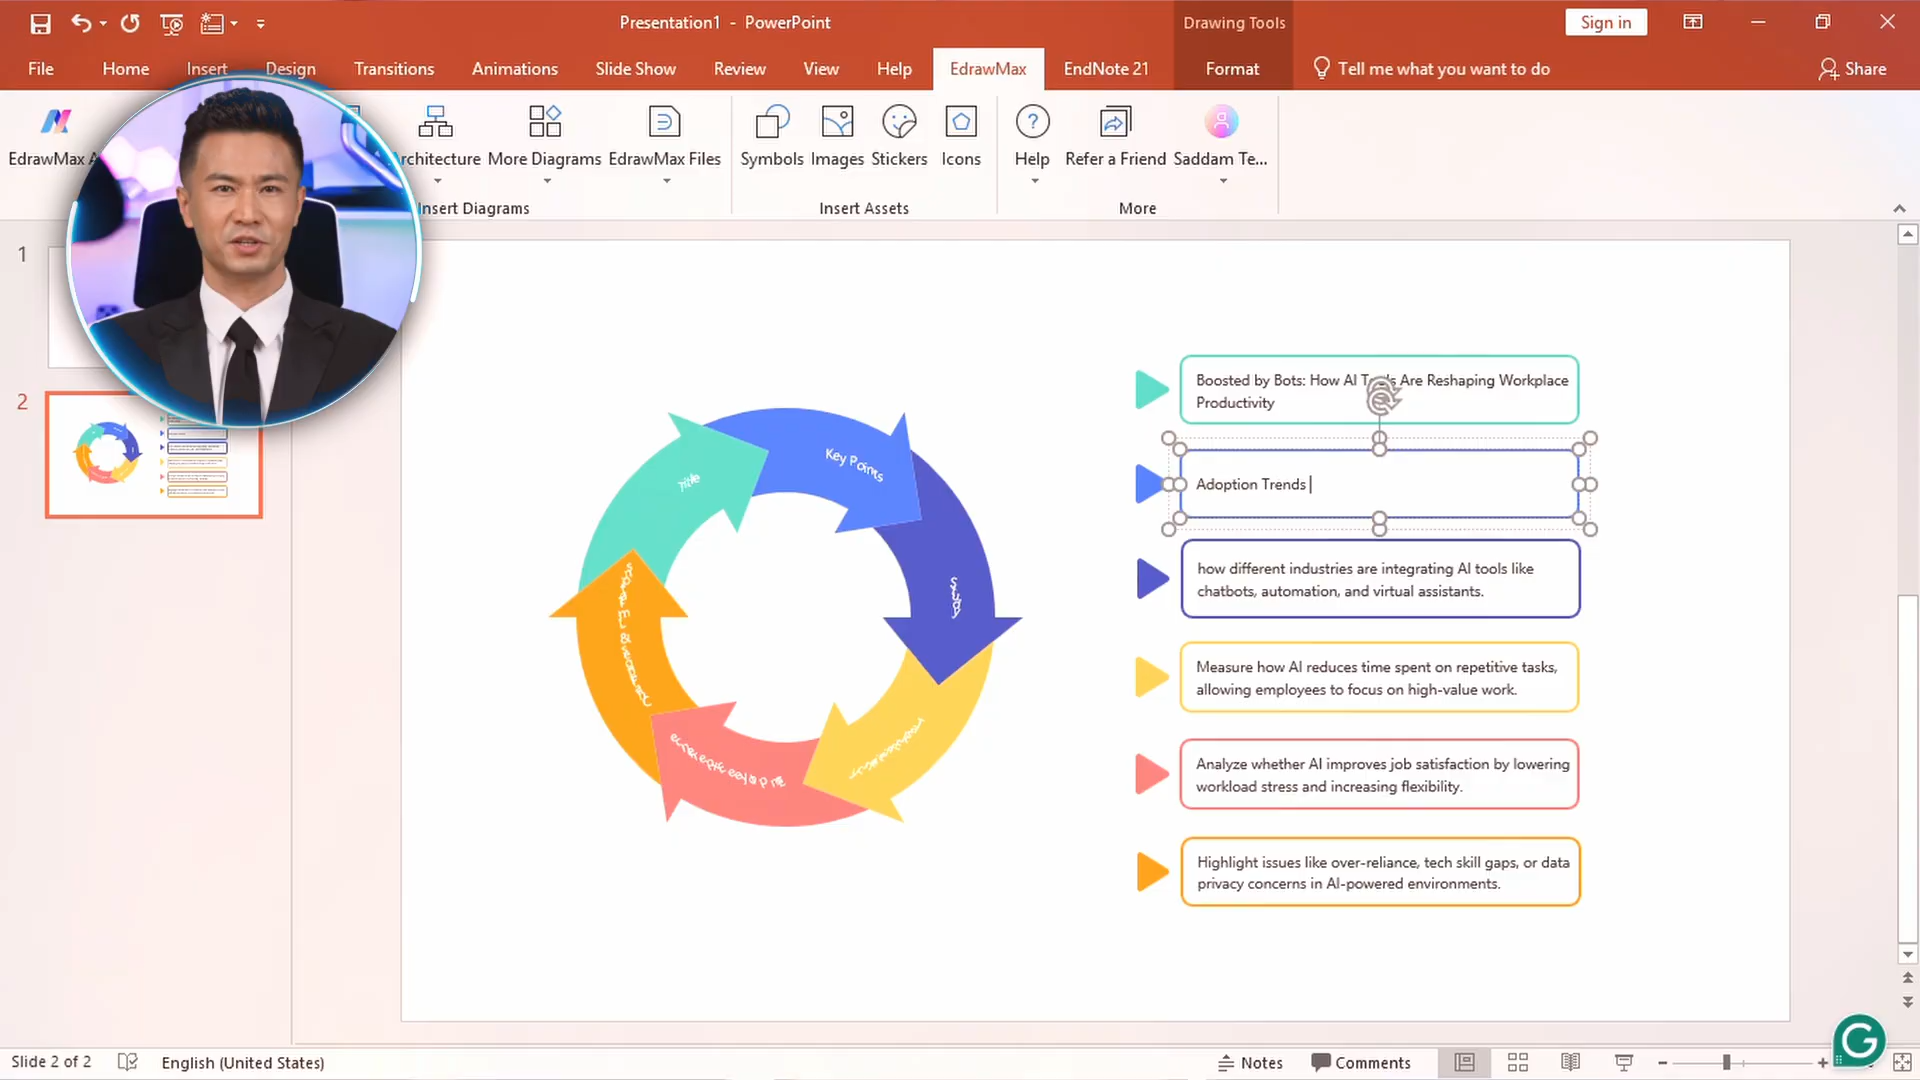 Presentation1 - PowerPoint
Drawing Tools
Sign in
File
Home
Insert
Design
Transitions
Animations
Slide Show
Review
View
Help
EdrawMax
EndNote 21
Format
Tell me what you want to do
Share
EdrawMax
More Diagrams
EdrawMax Files
Symbols
Images
Stickers
Icons
Help
Refer a Friend
Saddam Te...
Insert Diagrams
Insert Assets
More
1
2
Title
Key Points
Study
Boosted by Bots: How AI Tools Are Reshaping Workplace
Productivity
Adoption Trends
how different industries are integrating AI tools like
chatbots, automation, and virtual assistants.
Measure how AI reduces time spent on repetitive tasks,
allowing employees to focus on high-value work.
Analyze whether AI improves job satisfaction by lowering
workload stress and increasing flexibility.
Highlight issues like over-reliance, tech skill gaps, or data
privacy concerns in AI-powered environments.
Slide 2 of 2
English (United States)
Notes
Comments